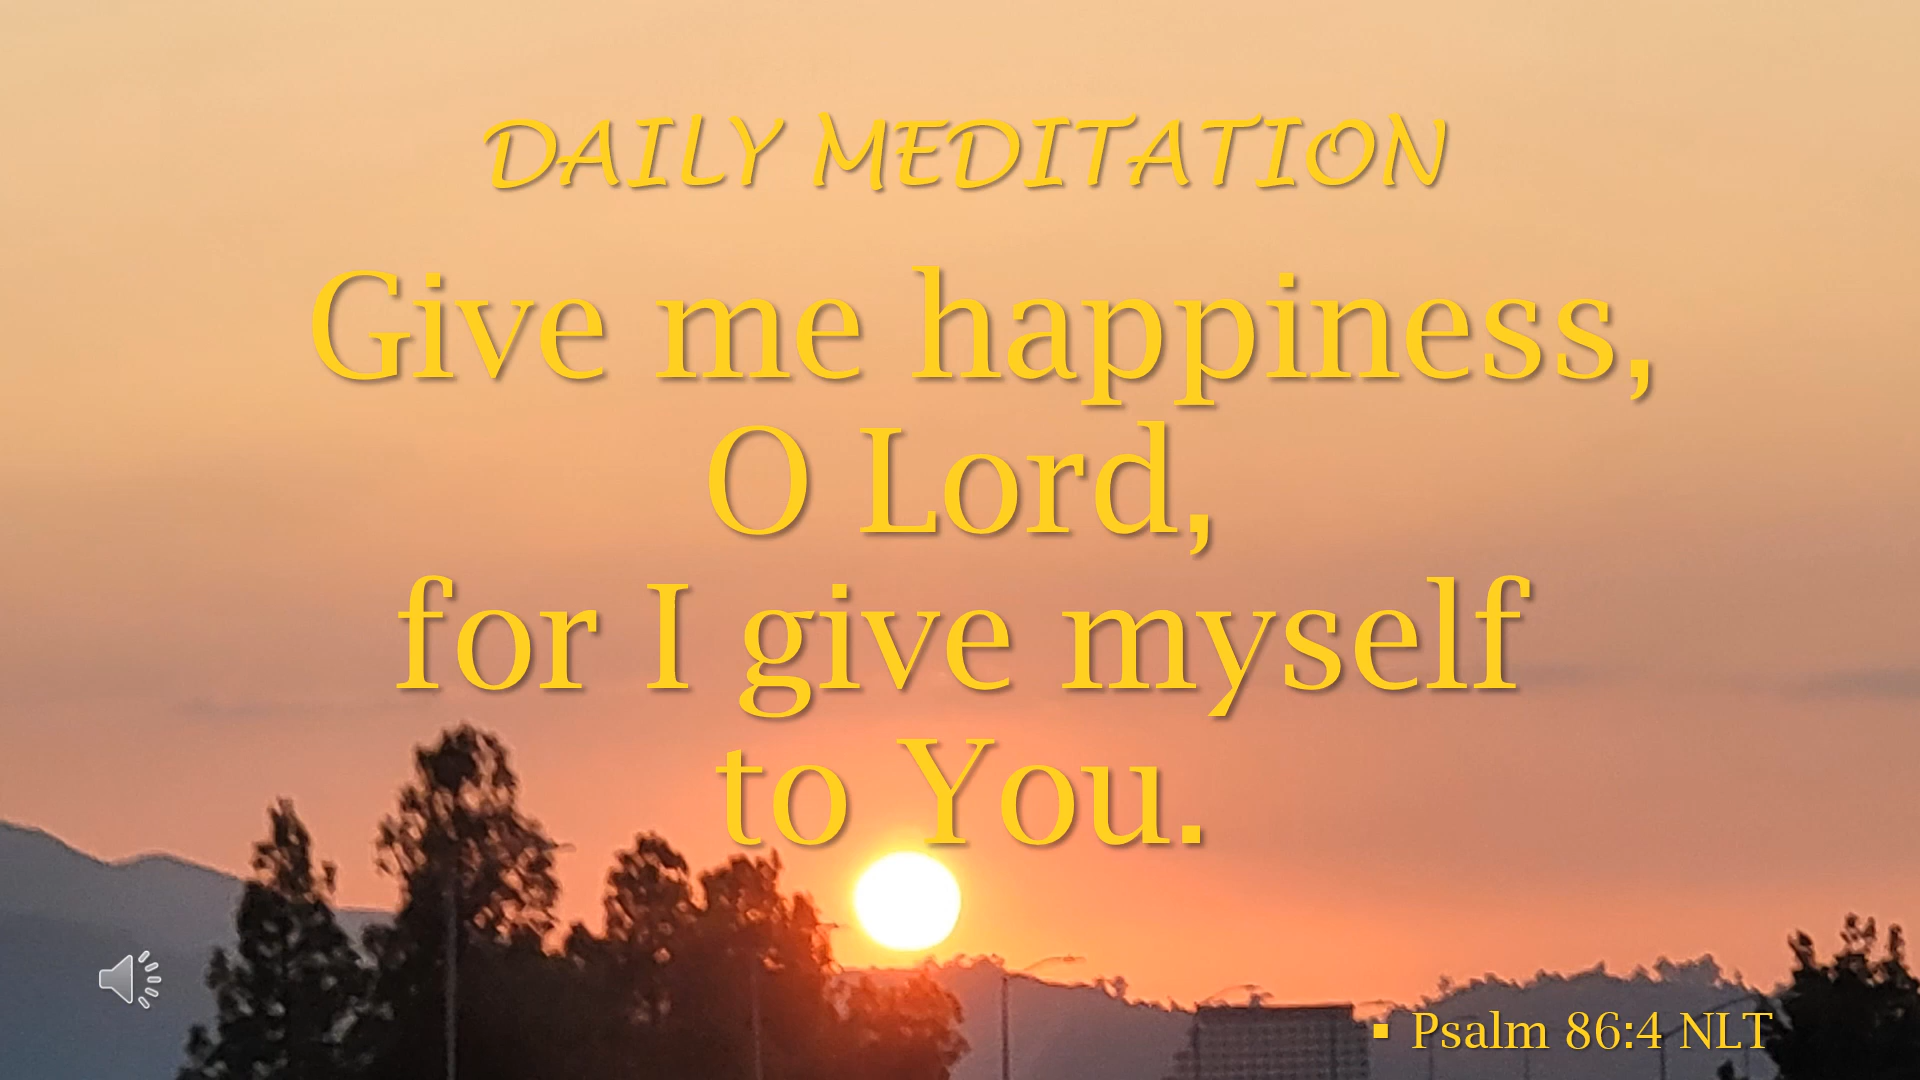 DAILY MEDITATION
Give me happiness,
O Lord,
for I give myself
to You.
▪ Psalm 86:4 NLT